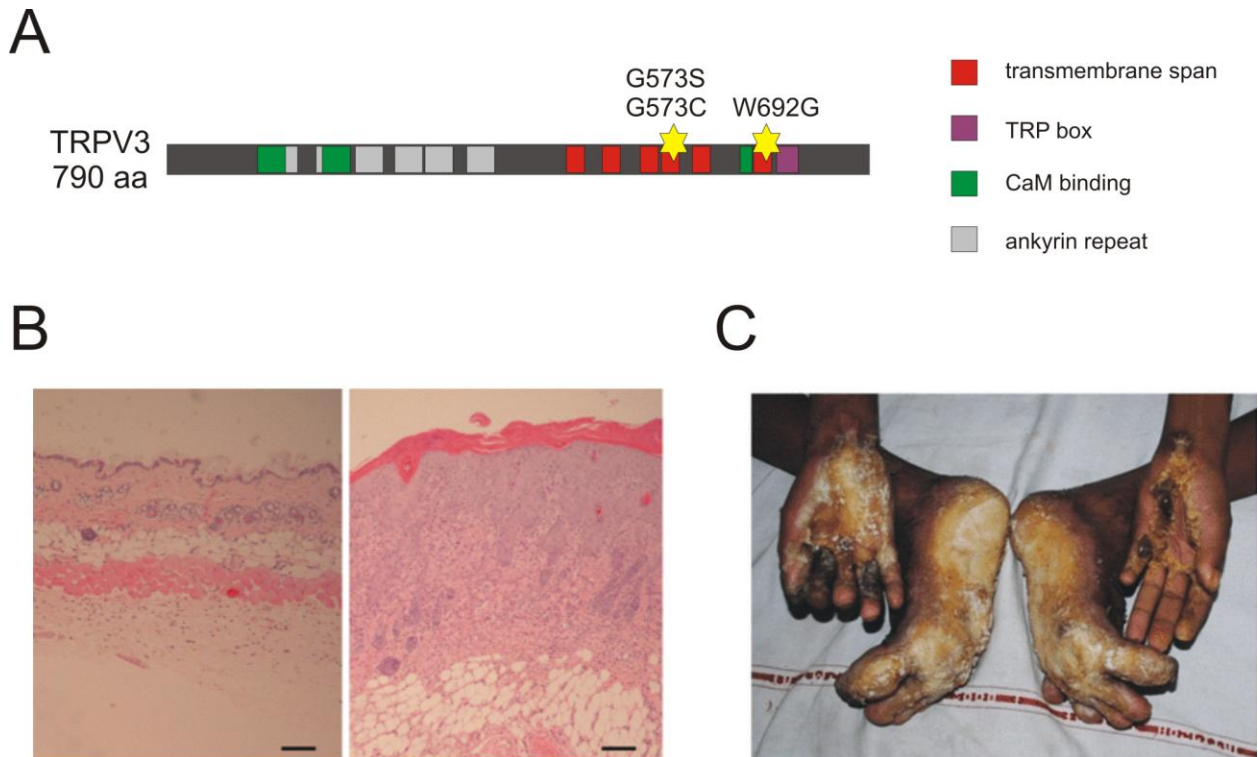 A
G573S
G573C W692G
TRPV3
790 aa
transmembrane span
TRP box
CaM binding
ankyrin repeat
B
C